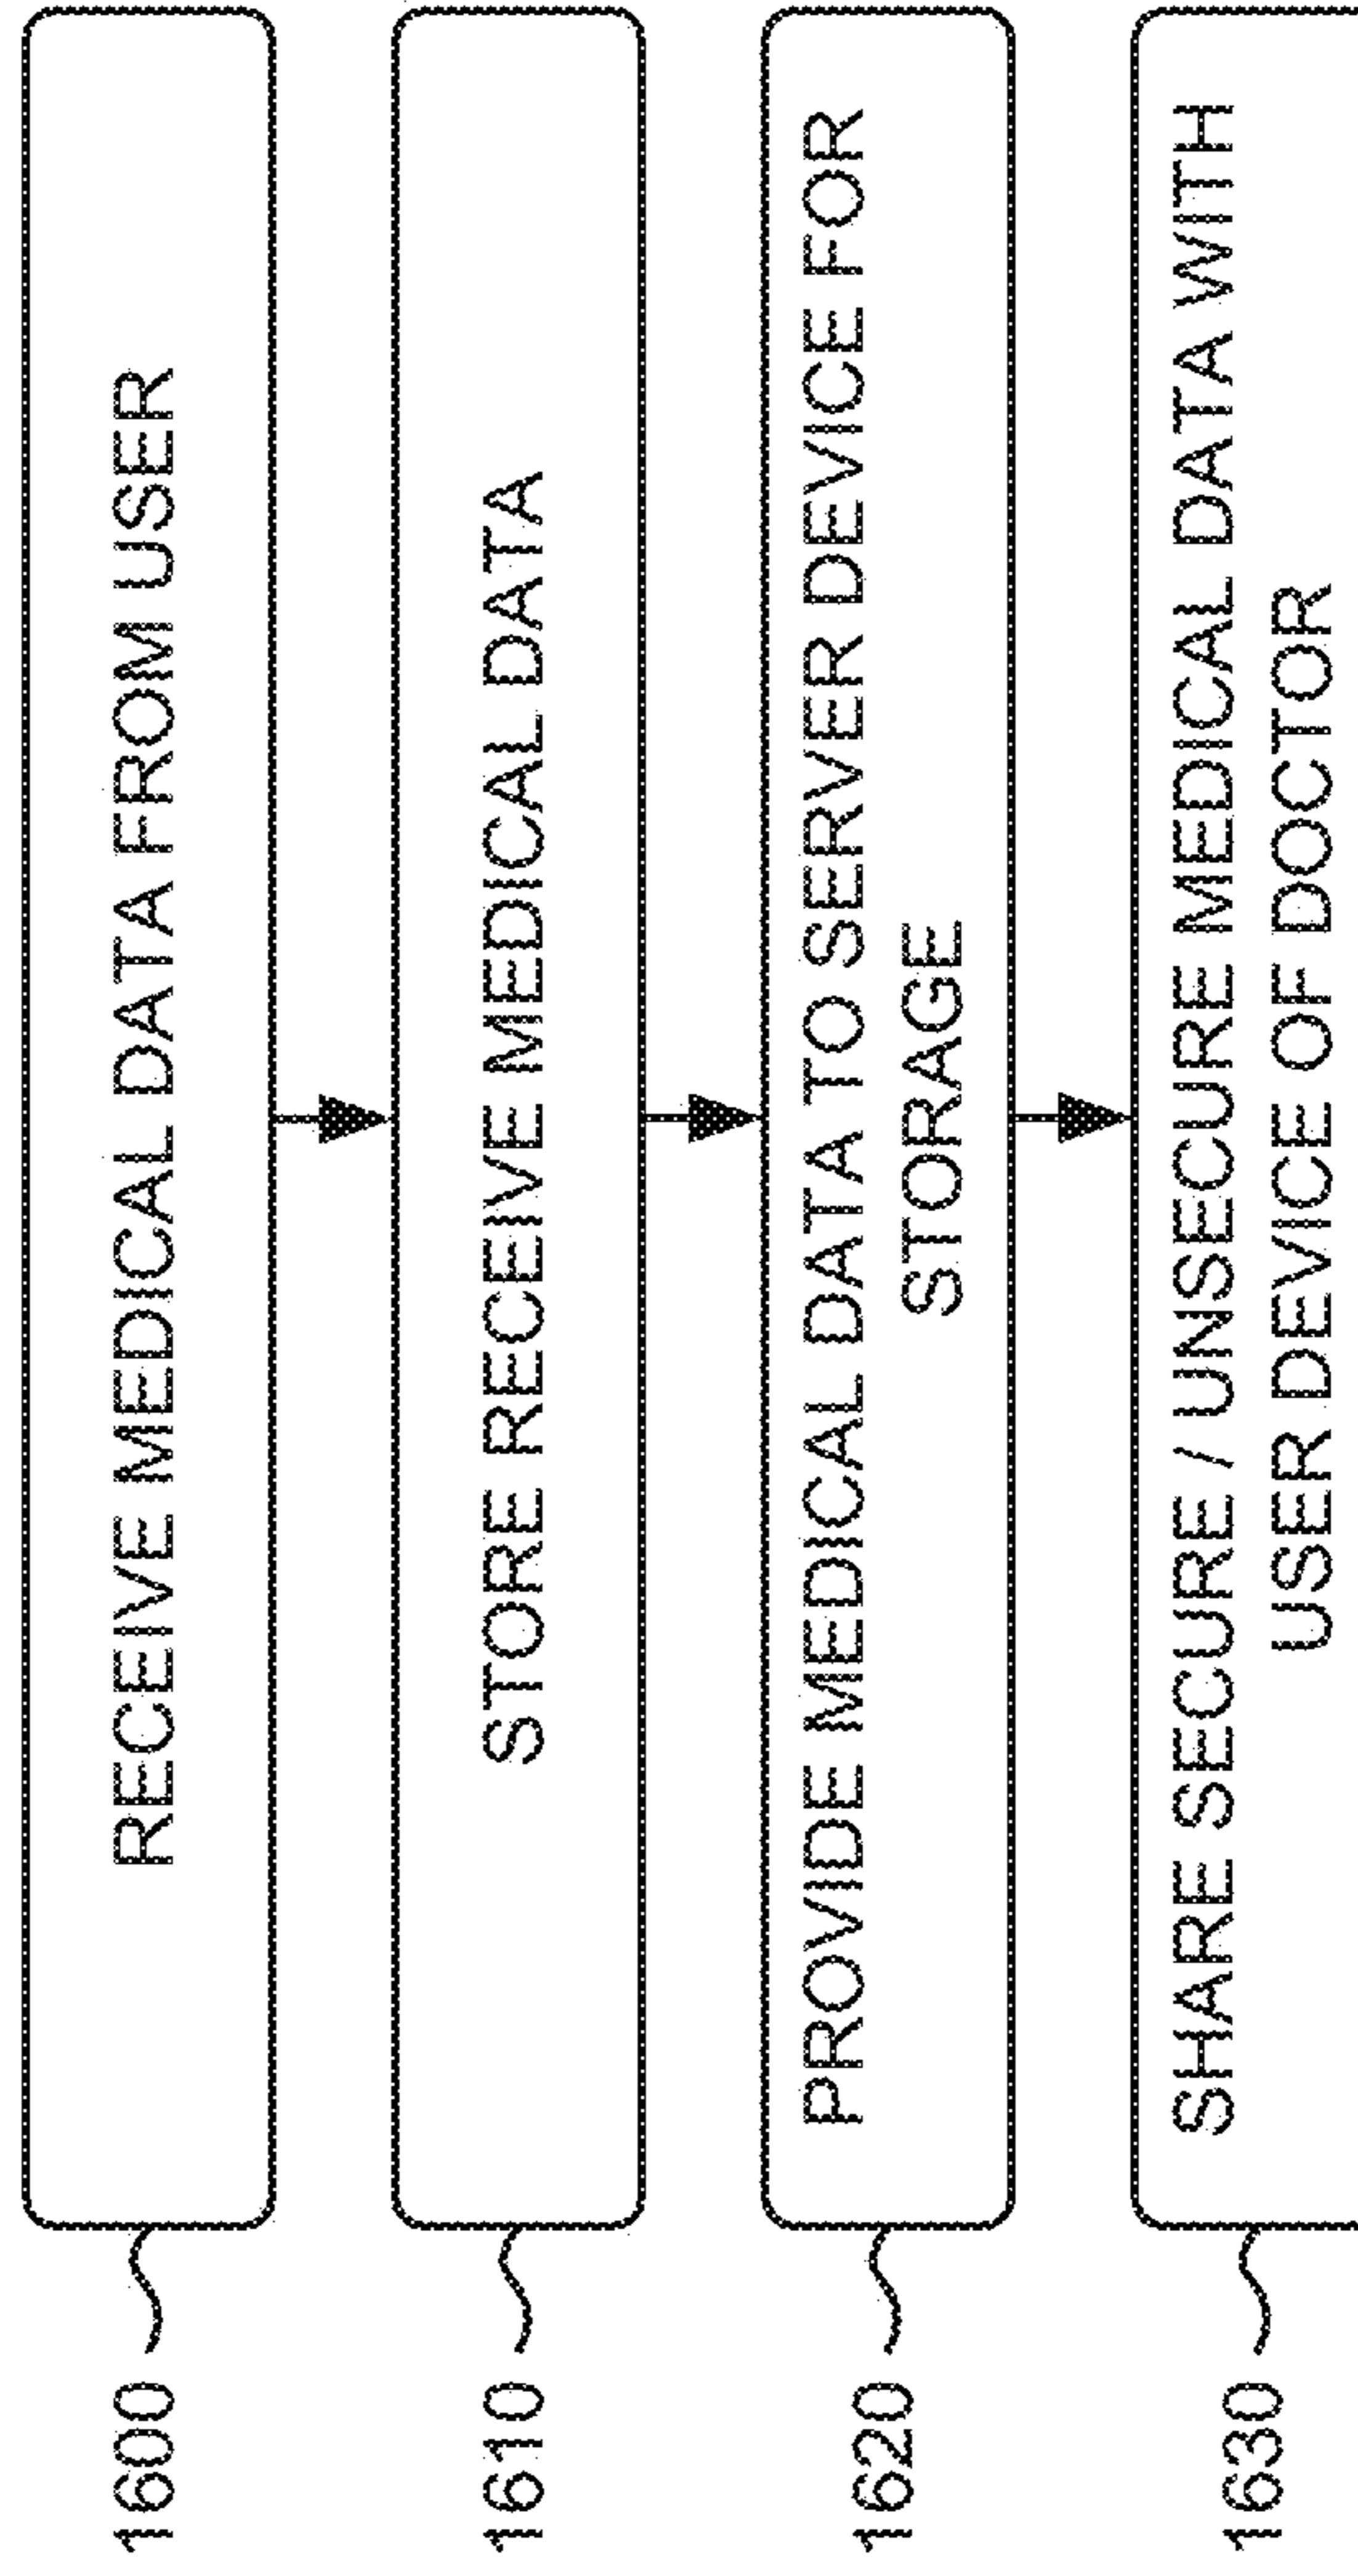 1600
RECEIVE MEDICAL DATA FROM USER
1610
STORE RECEIVE MEDICAL DATA
1620
PROVIDE MEDICAL DATA TO SERVER DEVICE FOR
STORAGE
1630
SHARE SECURE / UNSECURE MEDICAL DATA WITH
USER DEVICE OF DOCTOR